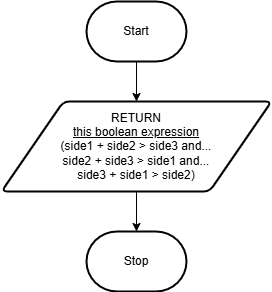 Start
RETURN
this boolean expression
(side1 + side2 > side3 and...
side2 + side3 > side1 and...
side3 + side1 > side2)
Stop